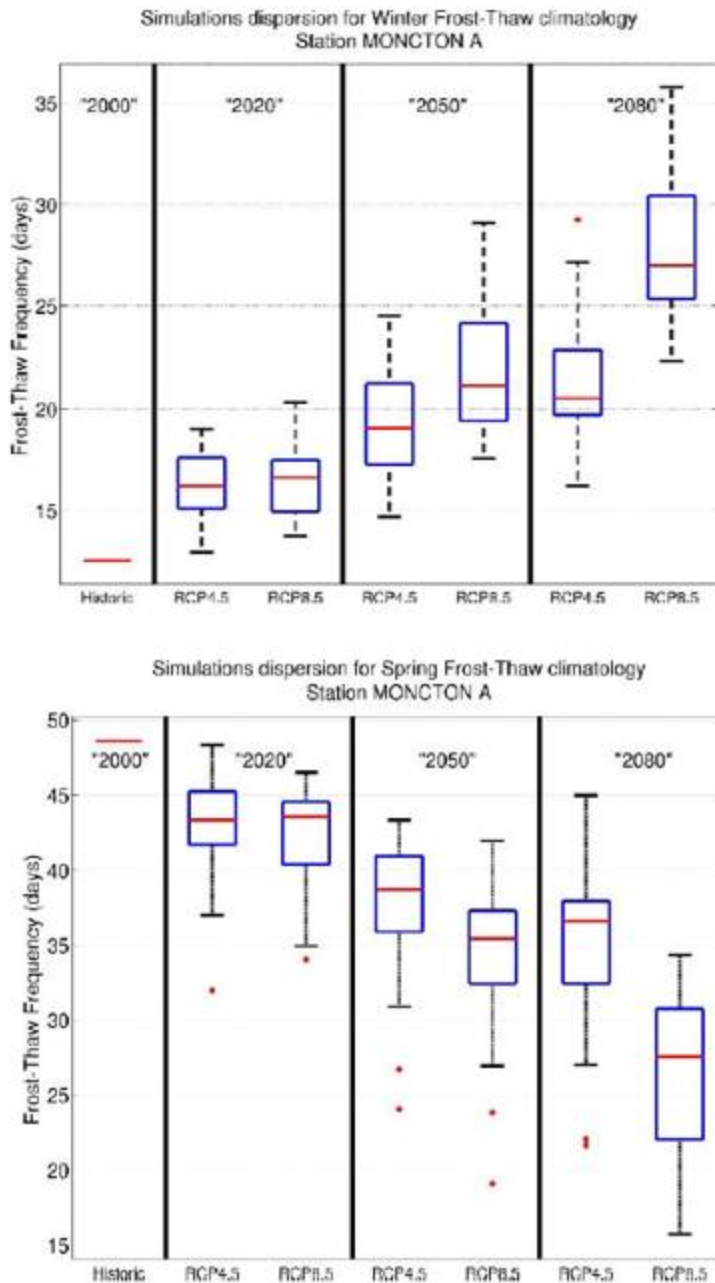 Simulations dispersion for Winter Frost-Thaw climatology
Station MONCTON A
"2000" "2020" "2050" "2080"
35
30
25
20
15
Frost-Thaw Frequency (days)
Historic RCP4.5 RCP8.5 RCP4.5 RCP8.5 RCP4.5 RCP8.5
Simulations dispersion for Spring Frost-Thaw climatology
Station MONCTON A
"2000" "2020" "2050" "2080"
50
45
40
35
30
25
20
15
Frost-Thaw Frequency (days)
Historic RCP4.5 RCP8.5 RCP4.5 RCP8.5 RCP4.5 RCP8.5